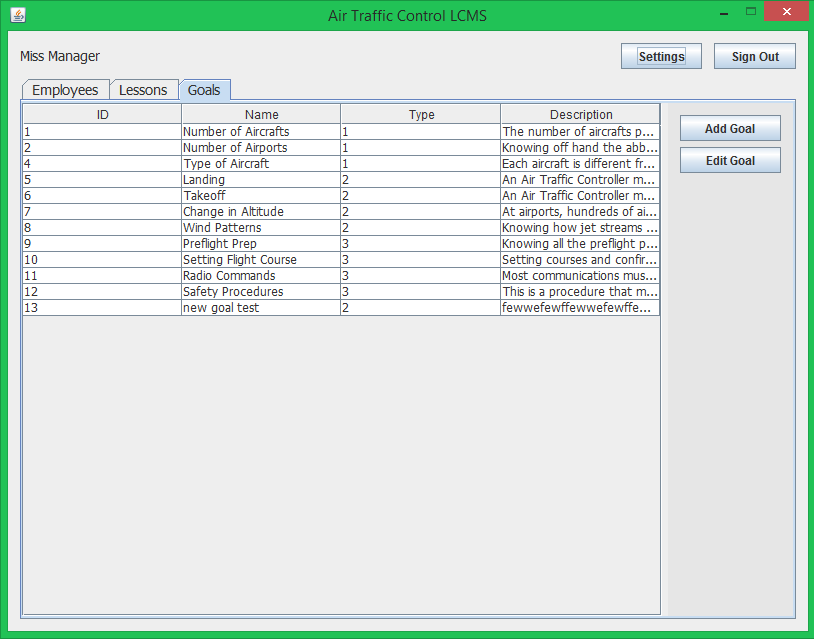 Air Traffic Control LCMS
Miss Manager
Settings Sign Out
Employees Lessons Goals
ID Name Type Description
1 Number of Aircrafts 1 The number of aircrafts p...
2 Number of Airports 1 Knowing off hand the abb...
4 Type of Aircraft 1 Each aircraft is different fr...
5 Landing 2 An Air Traffic Controller m...
6 Takeoff 2 An Air Traffic Controller m...
7 Change in Altitude 2 At airports, hundreds of ai...
8 Wind Patterns 2 Knowing how jet streams ...
9 Preflight Prep 3 Knowing all the preflight p...
10 Setting Flight Course 3 Setting courses and confir...
11 Radio Commands 3 Most communications mus...
12 Safety Procedures 3 This is a procedure that m...
13 new goal test 2 fewwefewffewwefewffe...
Add Goal
Edit Goal